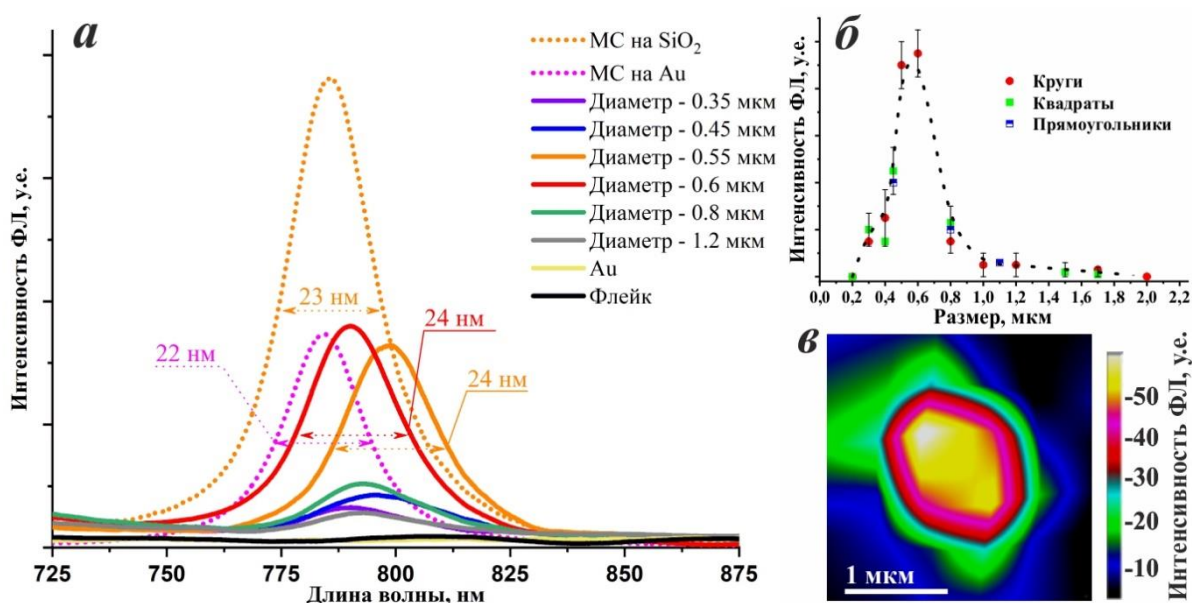 а
Интенсивность ФЛ, у.е.
МС на SiO₂
МС на Au
Диаметр - 0.35 мкм
Диаметр - 0.45 мкм
Диаметр - 0.55 мкм
Диаметр - 0.6 мкм
Диаметр - 0.8 мкм
Диаметр - 1.2 мкм
Au
Флейк
23 нм
24 нм
22 нм
24 нм
725 750 775 800 825 850 875
Длина волны, нм
б
Интенсивность ФЛ, у.е.
Круги
Квадраты
Прямоугольники
0,0 0,2 0,4 0,6 0,8 1,0 1,2 1,4 1,6 1,8 2,0 2,2
Размер, мкм
в
1 мкм
-50
-40
-30
-20
-10
Интенсивность ФЛ, у.е.